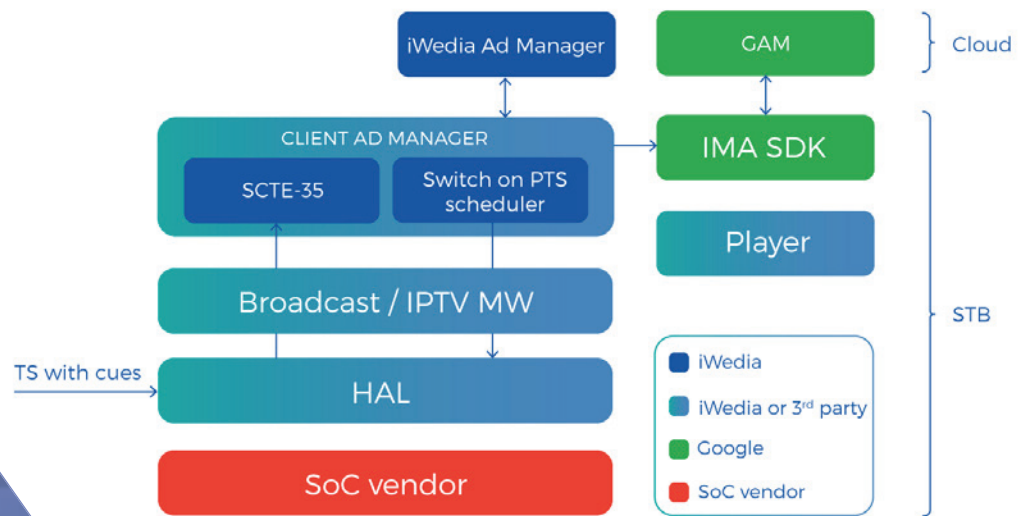 iWedia Ad Manager
GAM
Cloud
CLIENT AD MANAGER
SCTE-35
Switch on PTS
scheduler
IMA SDK
Player
Broadcast / IPTV MW
STB
TS with cues
HAL
iWedia
iWedia or 3rd party
Google
SoC vendor
SoC vendor